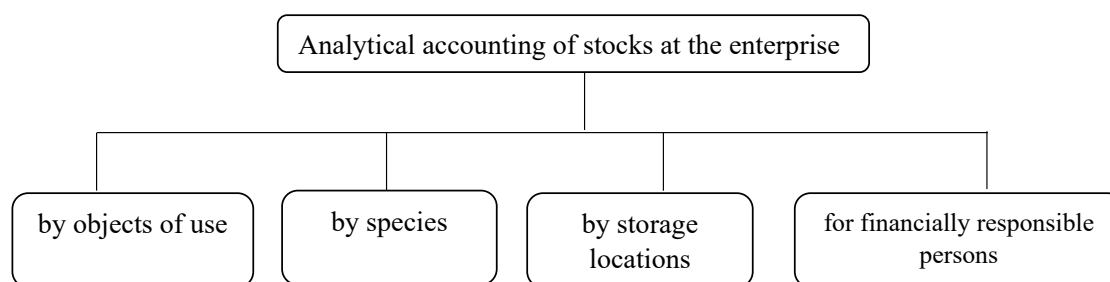 Analytical accounting of stocks at the enterprise
by objects of use
by species
by storage
locations
for financially responsible
persons